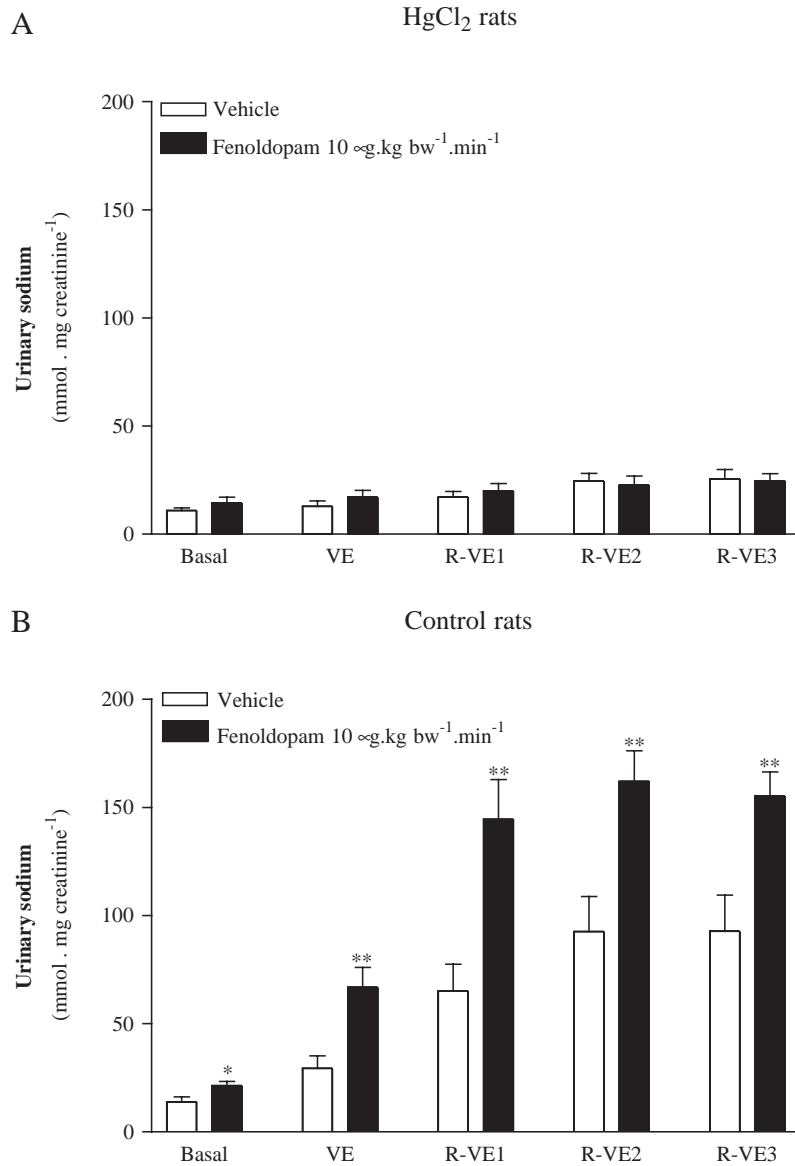 A
HgCl₂ rats
200
150
100
50
0
Urinary sodium
(mmol . mg creatinine⁻¹)
Vehicle
Fenoldopam 10 ∝g.kg bw⁻¹.min⁻¹
Basal VE R-VE1 R-VE2 R-VE3
B
Control rats
200
150
100
50
0
Urinary sodium
(mmol . mg creatinine⁻¹)
Vehicle
Fenoldopam 10 ∝g.kg bw⁻¹.min⁻¹
* ** ** ** **
Basal VE R-VE1 R-VE2 R-VE3